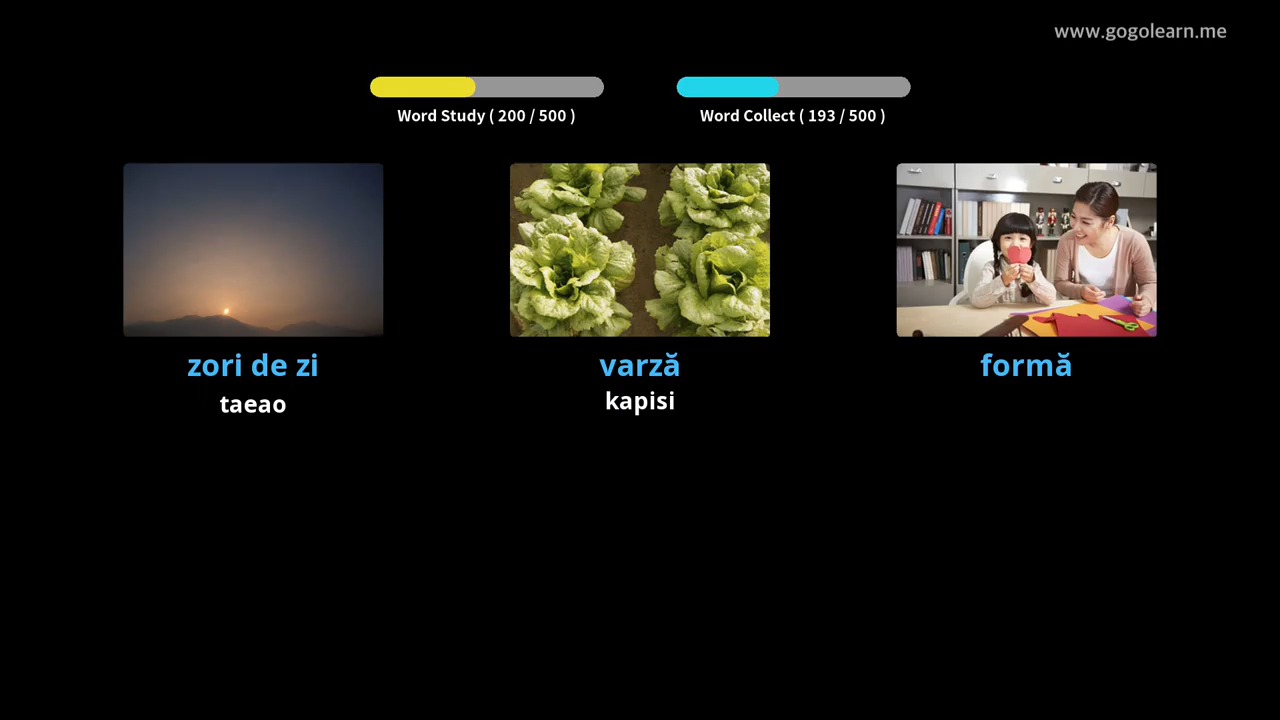 www.gogolearn.me
Word Study ( 200 / 500 )
Word Collect ( 193 / 500 )
zori de zi
taeao
varză
kapisi
formă